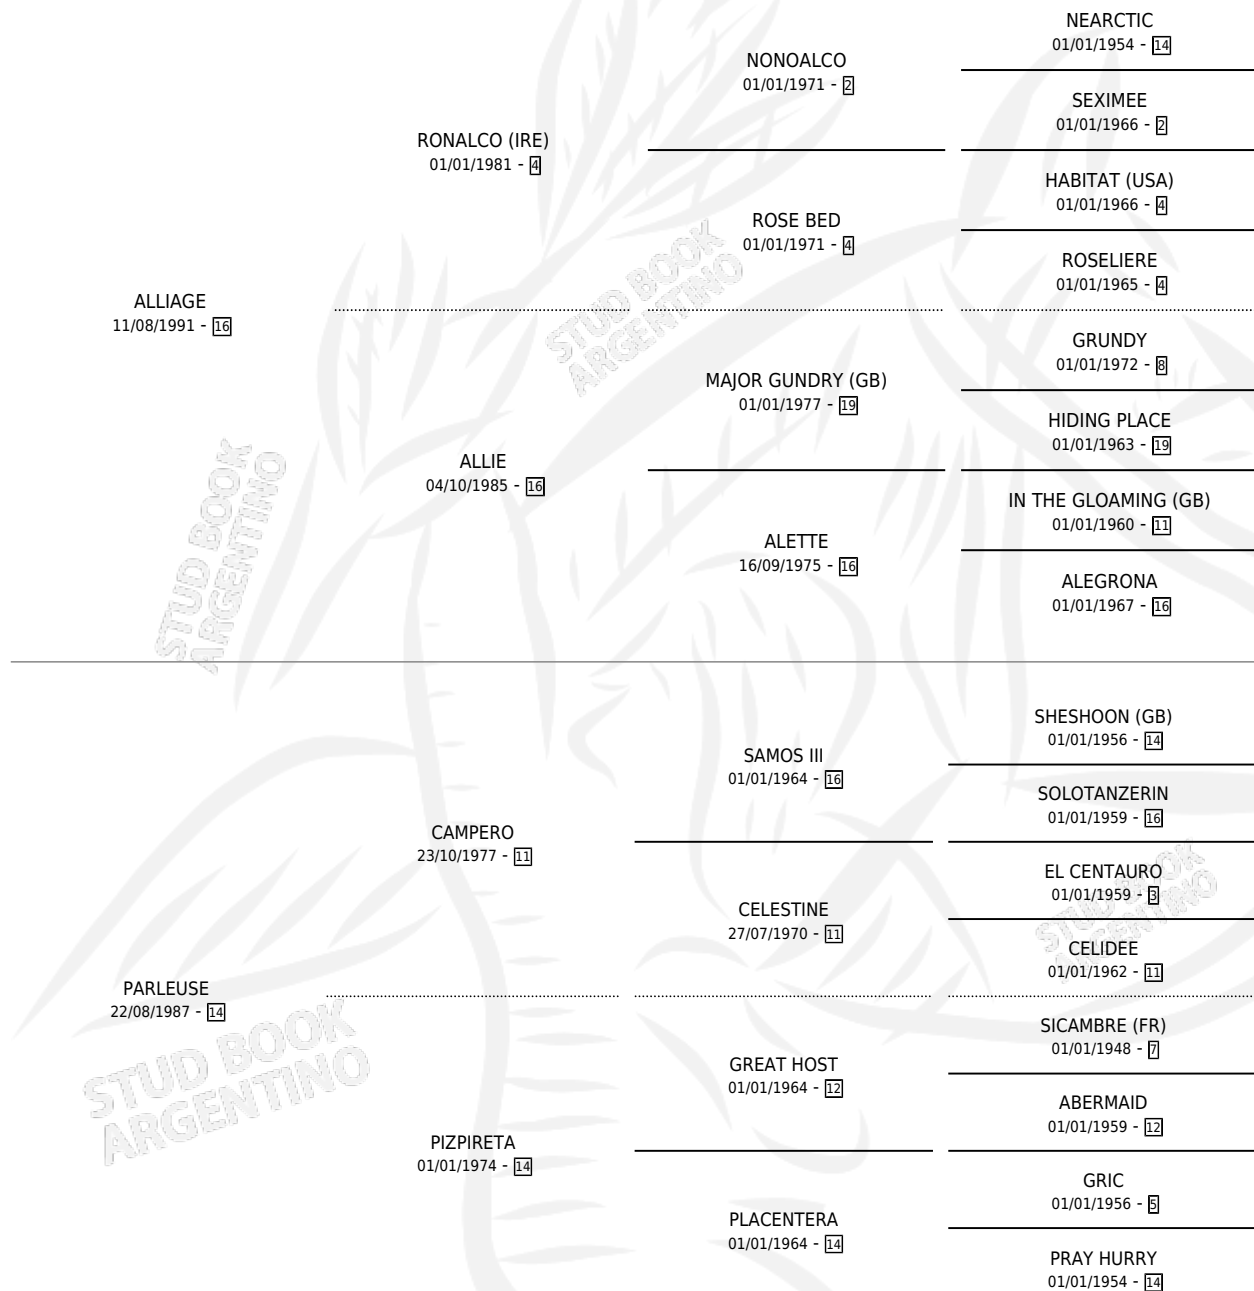 NEARCTIC
01/01/1954 - 14
NONOALCO
01/01/1971 - 2
SEXIMEE
01/01/1966 - 2
RONALCO (IRE)
01/01/1981 - 4
HABITAT (USA)
01/01/1966 - 4
ROSE BED
01/01/1971 - 4
ROSELIERE
01/01/1965 - 4
ALLIAGE
11/08/1991 - 16
GRUNDY
01/01/1972 - 8
MAJOR GUNDRY (GB)
01/01/1977 - 19
HIDING PLACE
01/01/1963 - 19
ALLIE
04/10/1985 - 16
IN THE GLOAMING (GB)
01/01/1960 - 11
ALETTE
16/09/1975 - 16
ALEGRONA
01/01/1967 - 16
SHESHOON (GB)
01/01/1956 - 14
SAMOS III
01/01/1964 - 16
SOLOTANZERIN
01/01/1959 - 16
CAMPERO
23/10/1977 - 11
EL CENTAURO
01/01/1959 - 3
CELESTINE
27/07/1970 - 11
CELIDEE
01/01/1962 - 11
PARLEUSE
22/08/1987 - 14
SICAMBRE (FR)
01/01/1948 - 7
GREAT HOST
01/01/1964 - 12
ABERMAID
01/01/1959 - 12
PIZPIRETA
01/01/1974 - 14
GRIC
01/01/1956 - 5
PLACENTERA
01/01/1964 - 14
PRAY HURRY
01/01/1954 - 14
STUD BOOK
ARGENTINO
STUD BOOK
ARGENTINO
STUD BOOK
ARGENTINO
STUD BOOK
ARGENTINO